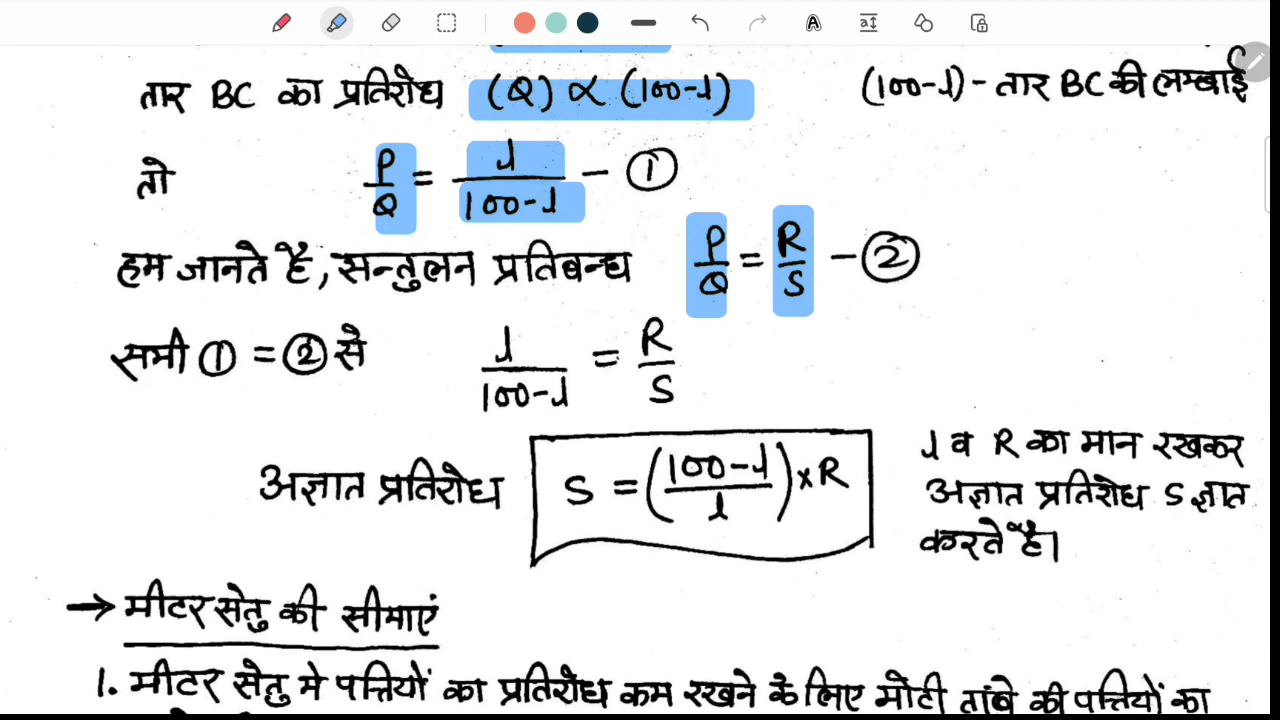 तार BC का प्रतिरोध (Q) ∝ (100-l) (100-l) - तार BC की लम्बाई
तो P/Q = l/(100-l) - ①
हम जानते है, सन्तुलन प्रतिबन्ध P/Q = R/S - ②
समी ① = ② से l/(100-l) = R/S
अज्ञात प्रतिरोध S = ((100-l)/l) × R
l व R का मान रखकर
अज्ञात प्रतिरोध S ज्ञात
करते है।
→ मीटर सेतु की सीमाएं
1. मीटर सेतु मे पत्तियों का प्रतिरोध कम रखने के लिए मोटी तांबे की पत्तियों का